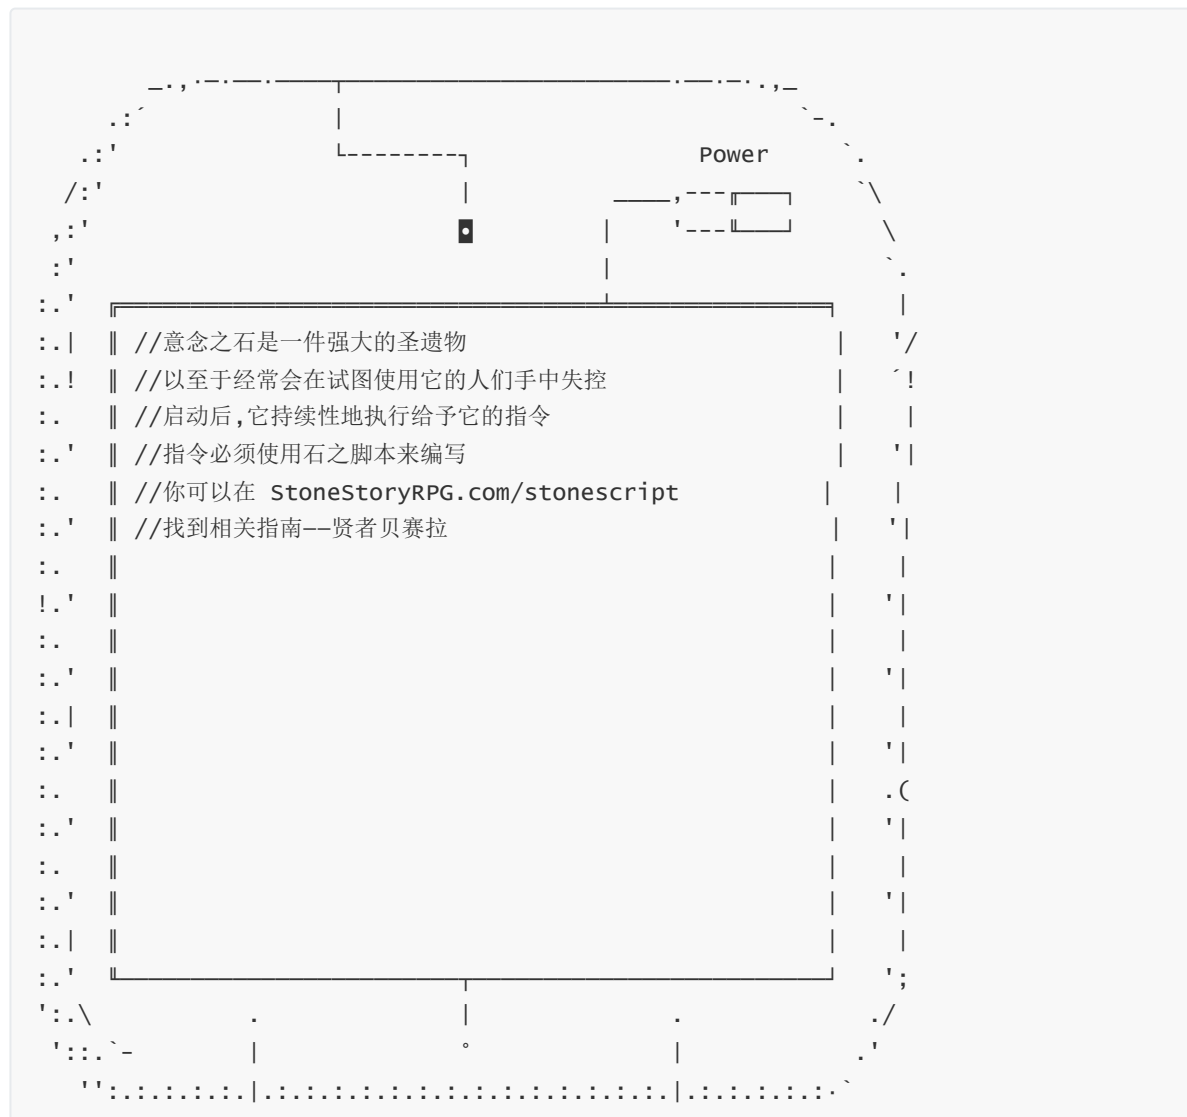 Power
//意念之石是一件强大的圣遗物
//以至于经常会在试图使用它的人们手中失控
//启动后,它持续性地执行给予它的指令
//指令必须使用石之脚本来编写
//你可以在 StoneStoryRPG.com/stonescript
//找到相关指南——贤者贝赛拉